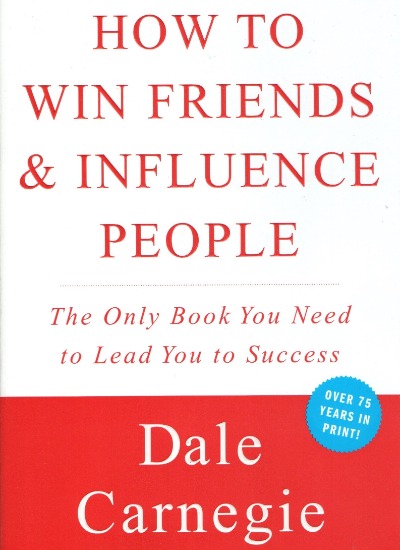 HOW TO
WIN FRIENDS
& INFLUENCE
PEOPLE
The Only Book You Need
to Lead You to Success
OVER 75
YEARS IN
PRINT!
Dale
Carnegie